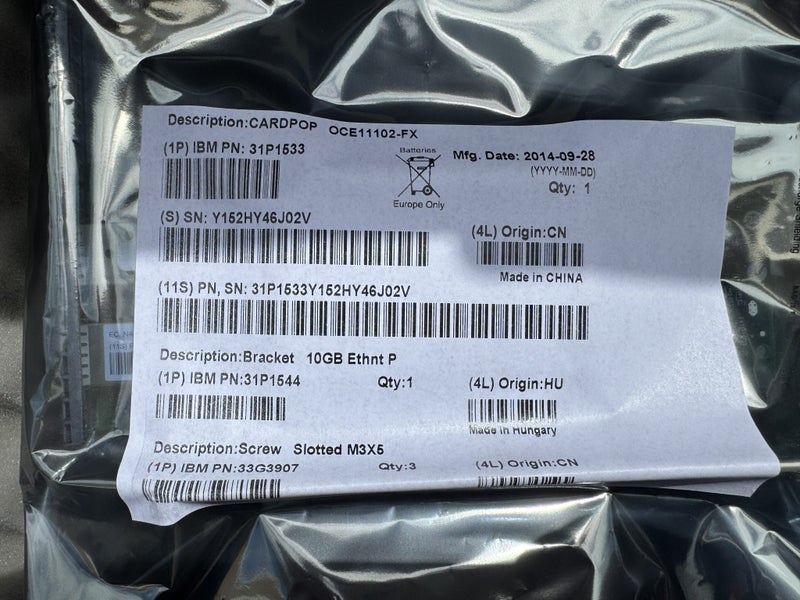 Description:CARDPOP OCE11102-FX
(1P) IBM PN: 31P1533
Batteries
Europe Only
Mfg. Date: 2014-09-28
(YYYY-MM-DD)
Qty: 1
(S) SN: Y152HY46J02V
(4L) Origin:CN
Made in CHINA
(11S) PN, SN: 31P1533Y152HY46J02V
Description:Bracket 10GB Ethnt P
(1P) IBM PN:31P1544
Qty:1
(4L) Origin:HU
Made in Hungary
Description:Screw Slotted M3X5
(1P) IBM PN:33G3907
Qty:3
(4L) Origin:CN